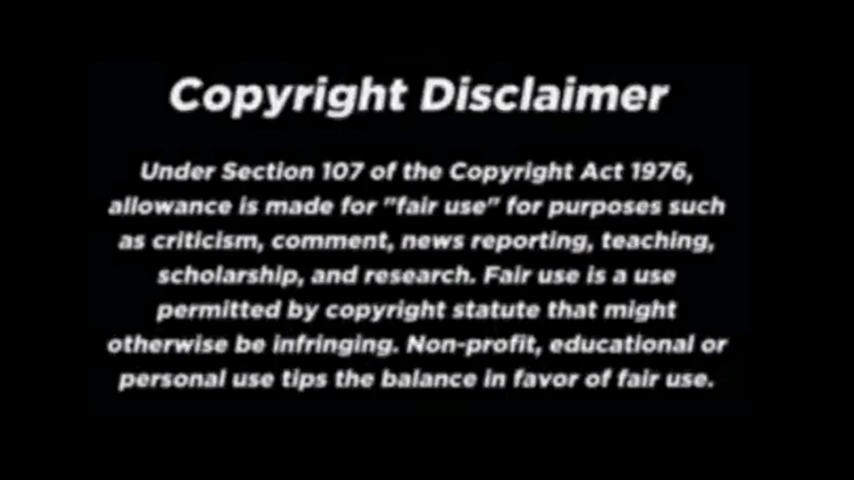 Copyright Disclaimer
Under Section 107 of the Copyright Act 1976,
allowance is made for "fair use" for purposes such
as criticism, comment, news reporting, teaching,
scholarship, and research. Fair use is a use
permitted by copyright statute that might
otherwise be infringing. Non-profit, educational or
personal use tips the balance in favor of fair use.